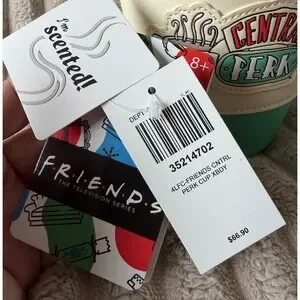 I'm
scented!
CENTRAL
PERK
8+
DEPT
35214702
4LFC-FRIENDS CNTRL
PERK CUP XBDY
$66.90
F.R.I.E.N.D.S
THE TELEVISION SERIES